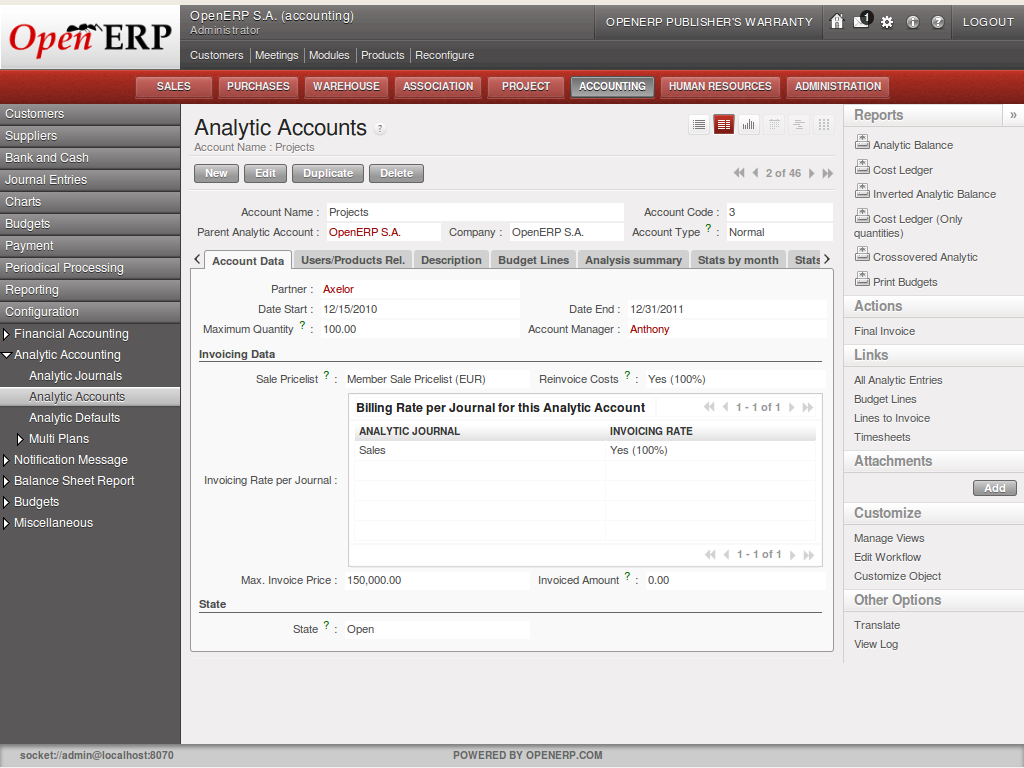 Open ERP
OpenERP S.A. (accounting)
Administrator
OPENERP PUBLISHER'S WARRANTY
1
?
LOGOUT
Customers Meetings Modules Products Reconfigure
SALES PURCHASES WAREHOUSE ASSOCIATION PROJECT ACCOUNTING HUMAN RESOURCES ADMINISTRATION
Customers
Suppliers
Bank and Cash
Journal Entries
Charts
Budgets
Payment
Periodical Processing
Reporting
Configuration
Financial Accounting
Analytic Accounting
Analytic Journals
Analytic Accounts
Analytic Defaults
Multi Plans
Notification Message
Balance Sheet Report
Budgets
Miscellaneous
Analytic Accounts ?
Account Name : Projects
New Edit Duplicate Delete
2 of 46
Account Name : Projects Account Code : 3
Parent Analytic Account : OpenERP S.A. Company : OpenERP S.A. Account Type ? : Normal
Account Data Users/Products Rel. Description Budget Lines Analysis summary Stats by month Stats
Partner : Axelor
Date Start : 12/15/2010 Date End : 12/31/2011
Maximum Quantity ? : 100.00 Account Manager : Anthony
Invoicing Data
Sale Pricelist ? : Member Sale Pricelist (EUR) Reinvoice Costs ? : Yes (100%)
Billing Rate per Journal for this Analytic Account 1 - 1 of 1
ANALYTIC JOURNAL INVOICING RATE
Sales Yes (100%)
Invoicing Rate per Journal :
1 - 1 of 1
Max. Invoice Price : 150,000.00 Invoiced Amount ? : 0.00
State
State ? : Open
Reports »
Analytic Balance
Cost Ledger
Inverted Analytic Balance
Cost Ledger (Only
quantities)
Crossovered Analytic
Print Budgets
Actions
Final Invoice
Links
All Analytic Entries
Budget Lines
Lines to Invoice
Timesheets
Attachments
Add
Customize
Manage Views
Edit Workflow
Customize Object
Other Options
Translate
View Log
socket://admin@localhost:8070 POWERED BY OPENERP.COM